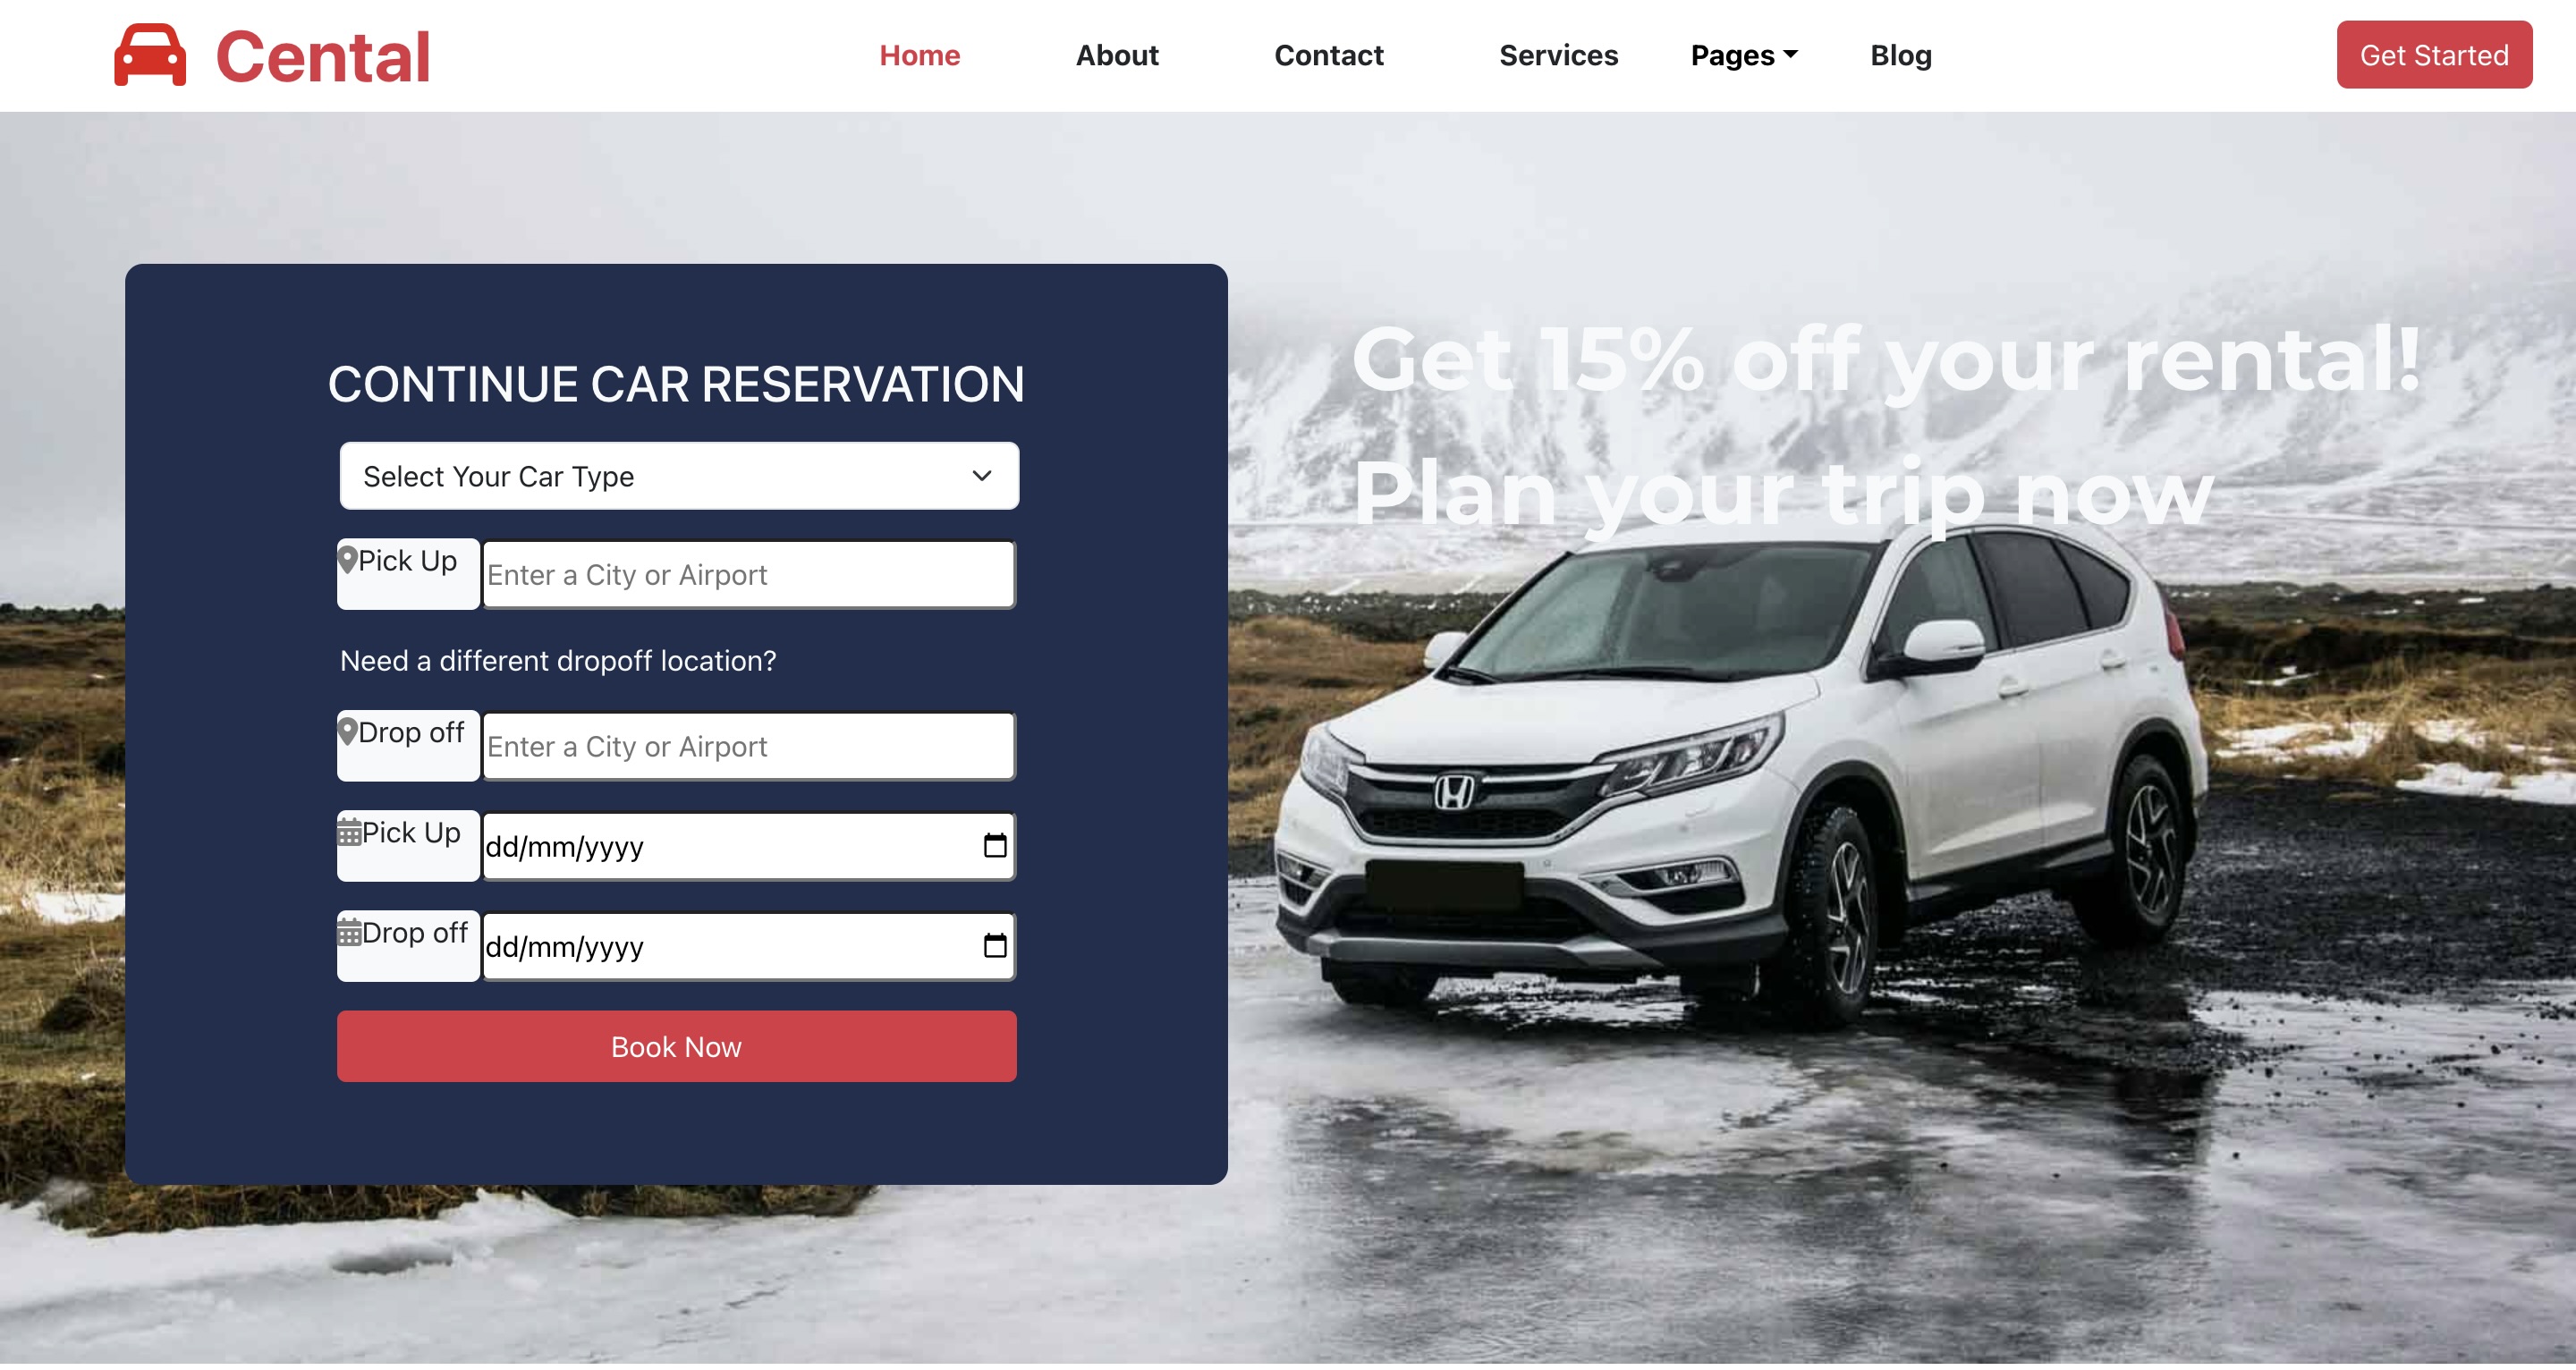 Cental
Home About Contact Services Pages Blog
Get Started
CONTINUE CAR RESERVATION
Select Your Car Type
Pick Up Enter a City or Airport
Need a different dropoff location?
Drop off Enter a City or Airport
Pick Up dd/mm/yyyy
Drop off dd/mm/yyyy
Book Now
Get 15% off your rental!
Plan your trip now